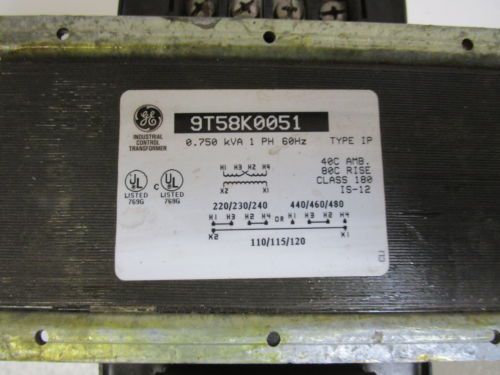 GE
9T58K0051
INDUSTRIAL
CONTROL
TRANSFORMER
0.750 kVA 1 PH 60Hz TYPE IP
40C AMB.
80C RISE
CLASS 180
IS-12
H1 H3 H2 H4
X2 X1
UL C UL
LISTED LISTED
769G 769G
220/230/240 440/460/480
H1 H3 H2 H4 OR H1 H3 H2 H4
X2 X1
110/115/120